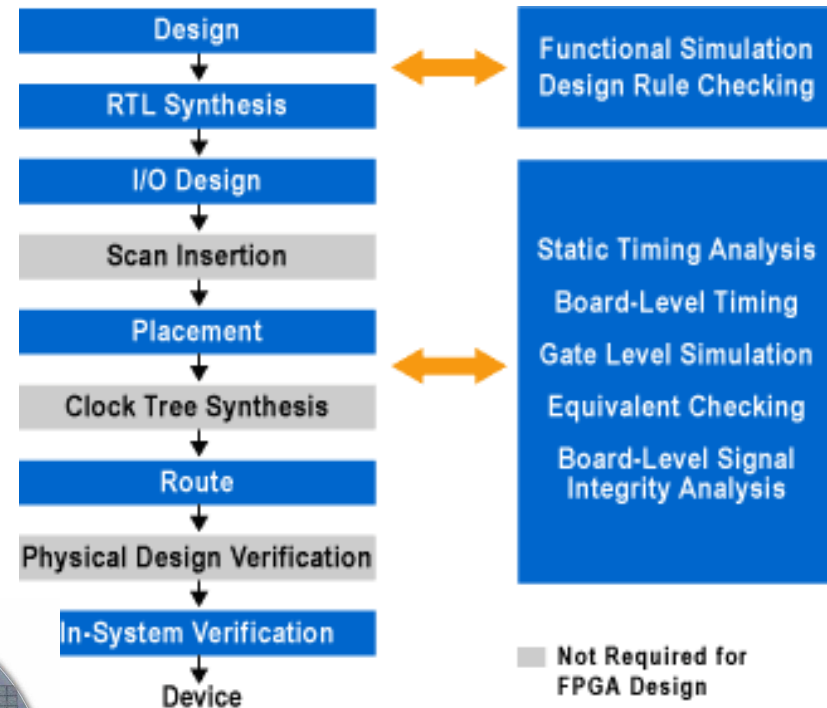 Design
RTL Synthesis
I/O Design
Scan Insertion
Placement
Clock Tree Synthesis
Route
Physical Design Verification
In-System Verification
Device
Functional Simulation
Design Rule Checking
Static Timing Analysis
Board-Level Timing
Gate Level Simulation
Equivalent Checking
Board-Level Signal
Integrity Analysis
Not Required for
FPGA Design